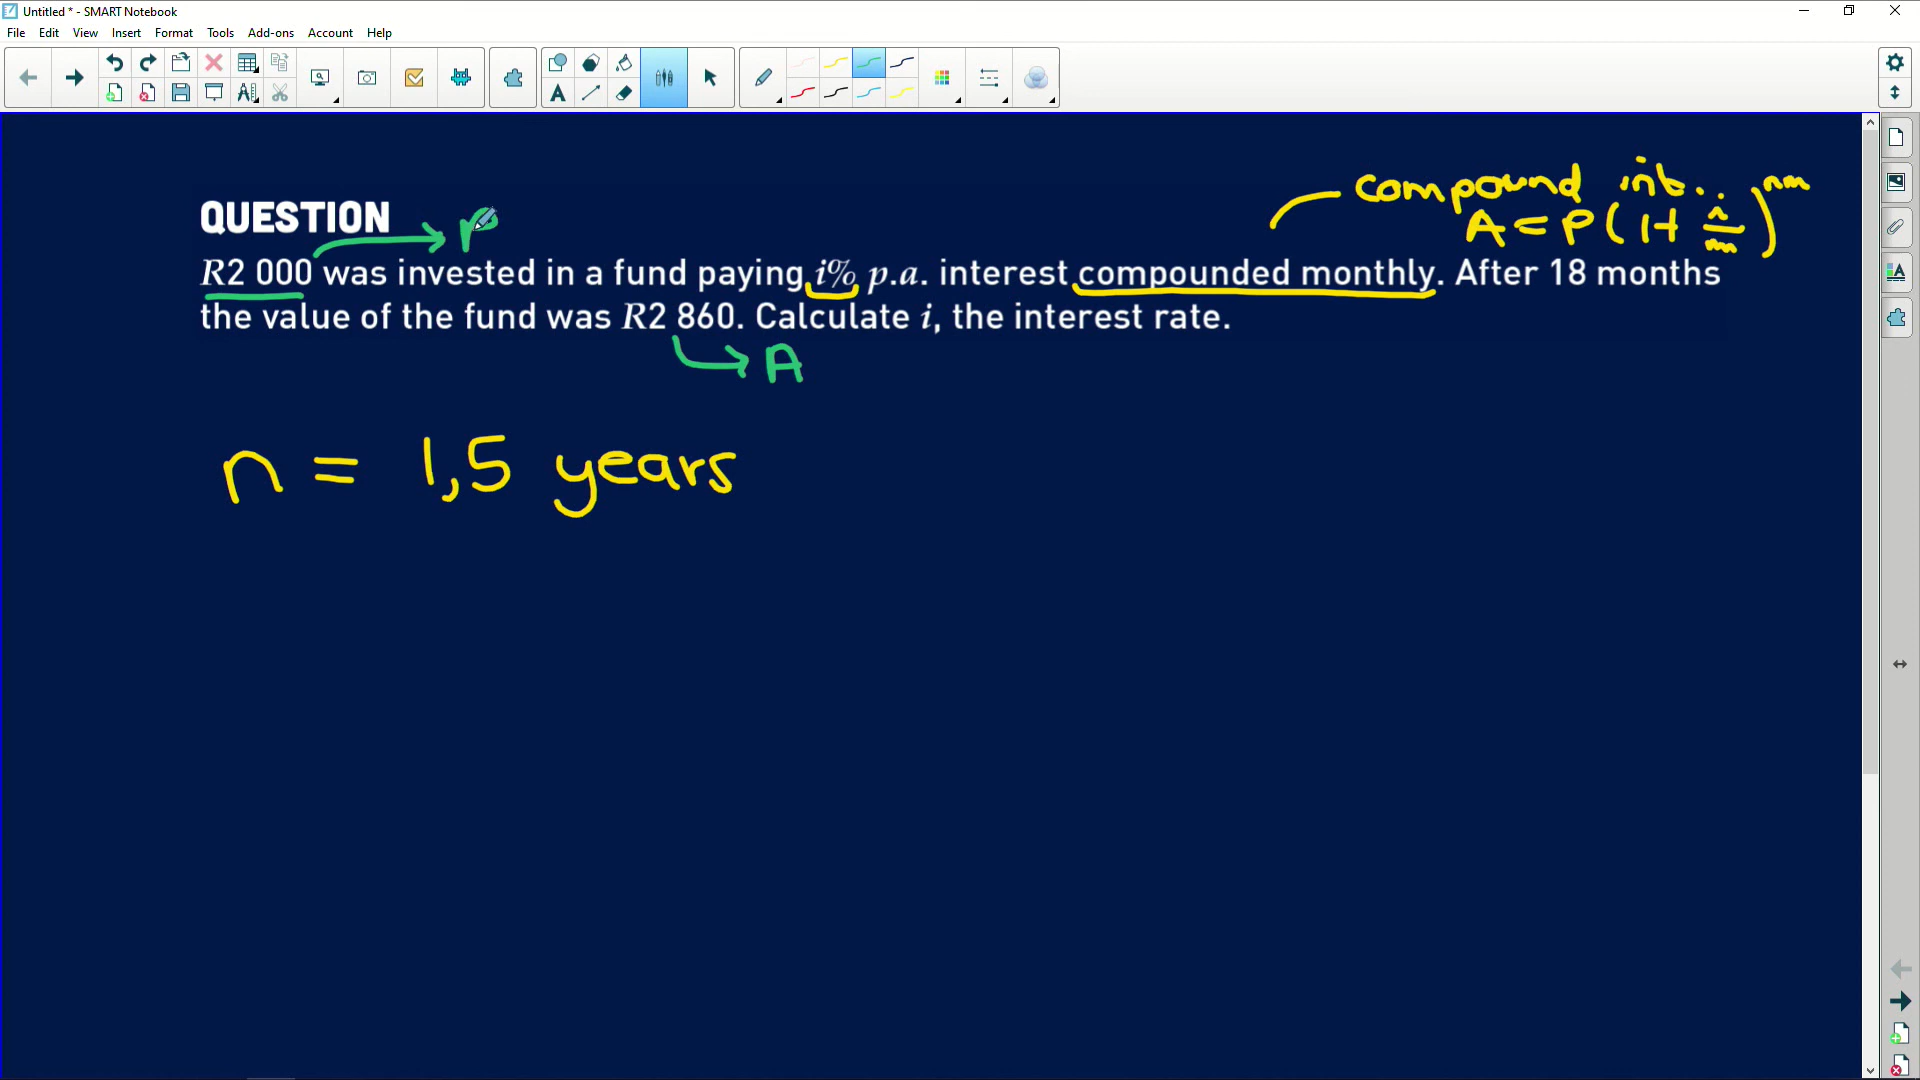 Untitled * - SMART Notebook
File Edit View Insert Format Tools Add-ons Account Help
compound int.
A = P(1+ i/m)^nm
QUESTION
P
R2 000 was invested in a fund paying i% p.a. interest compounded monthly. After 18 months
the value of the fund was R2 860. Calculate i, the interest rate.
A
n = 1,5 years